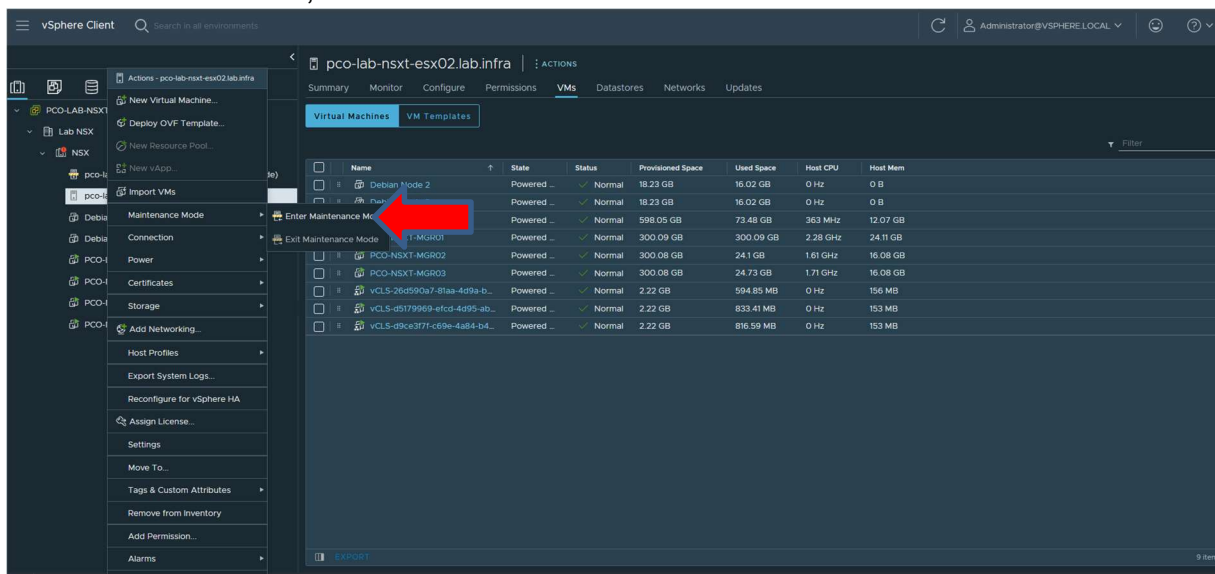 vSphere Client
Search in all environments
Administrator@VSPHERE.LOCAL
pco-lab-nsxt-esx02.lab.infra
ACTIONS
Summary Monitor Configure Permissions VMs Datastores Networks Updates
Virtual Machines VM Templates
Filter
Name State Status Provisioned Space Used Space Host CPU Host Mem
Debian Node 2 Powered ... Normal 18.23 GB 16.02 GB 0 Hz 0 B
Powered ... Normal 18.23 GB 16.02 GB 0 Hz 0 B
Powered ... Normal 598.05 GB 73.48 GB 363 MHz 12.07 GB
T-MGR01 Powered ... Normal 300.09 GB 300.09 GB 2.28 GHz 24.11 GB
PCO-NSXT-MGR02 Powered ... Normal 300.08 GB 24.1 GB 1.61 GHz 16.08 GB
PCO-NSXT-MGR03 Powered ... Normal 300.08 GB 24.73 GB 1.71 GHz 16.08 GB
vCLS-26d590a7-81aa-4d9a-b... Powered ... Normal 2.22 GB 594.85 MB 0 Hz 156 MB
vCLS-d5179969-efcd-4d95-ab... Powered ... Normal 2.22 GB 833.41 MB 0 Hz 153 MB
vCLS-d9ce3f7f-c69e-4a84-b4... Powered ... Normal 2.22 GB 816.59 MB 0 Hz 153 MB
EXPORT
9 item
PCO-LAB-NSXT
Lab NSX
NSX
pco-la
de)
pco-la
Debia
Debia
PCO-
PCO-
PCO-
PCO-
Actions - pco-lab-nsxt-esx02.lab.infra
New Virtual Machine...
Deploy OVF Template...
New Resource Pool...
New vApp...
Import VMs
Maintenance Mode
Connection
Power
Certificates
Storage
Add Networking...
Host Profiles
Export System Logs...
Reconfigure for vSphere HA
Assign License...
Settings
Move To...
Tags & Custom Attributes
Remove from Inventory
Add Permission...
Alarms
Enter Maintenance Mo
Exit Maintenance Mode